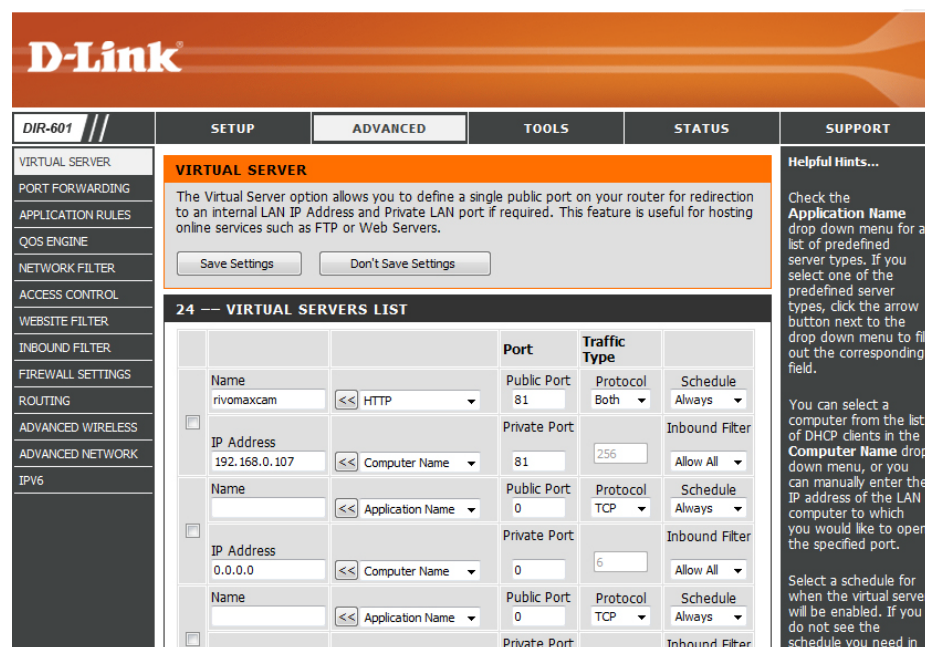 D-Link®
DIR-601
SETUP
ADVANCED
TOOLS
STATUS
SUPPORT
VIRTUAL SERVER
PORT FORWARDING
APPLICATION RULES
QOS ENGINE
NETWORK FILTER
ACCESS CONTROL
WEBSITE FILTER
INBOUND FILTER
FIREWALL SETTINGS
ROUTING
ADVANCED WIRELESS
ADVANCED NETWORK
IPV6
VIRTUAL SERVER
The Virtual Server option allows you to define a single public port on your router for redirection
to an internal LAN IP Address and Private LAN port if required. This feature is useful for hosting
online services such as FTP or Web Servers.
Save Settings
Don't Save Settings
24 –– VIRTUAL SERVERS LIST
Port
Traffic
Type
Name
rivomaxcam
<<
HTTP
Public Port
81
Protocol
Both
Schedule
Always
IP Address
192.168.0.107
<<
Computer Name
Private Port
81
256
Inbound Filter
Allow All
Name
<<
Application Name
Public Port
0
Protocol
TCP
Schedule
Always
IP Address
0.0.0.0
<<
Computer Name
Private Port
0
6
Inbound Filter
Allow All
Name
<<
Application Name
Public Port
0
Protocol
TCP
Schedule
Always
Private Port
Inbound Filter
Helpful Hints...
Check the
Application Name
drop down menu for a
list of predefined
server types. If you
select one of the
predefined server
types, click the arrow
button next to the
drop down menu to fil
out the corresponding
field.
You can select a
computer from the list
of DHCP clients in the
Computer Name drop
down menu, or you
can manually enter the
IP address of the LAN
computer to which
you would like to open
the specified port.
Select a schedule for
when the virtual server
will be enabled. If you
do not see the
schedule you need in